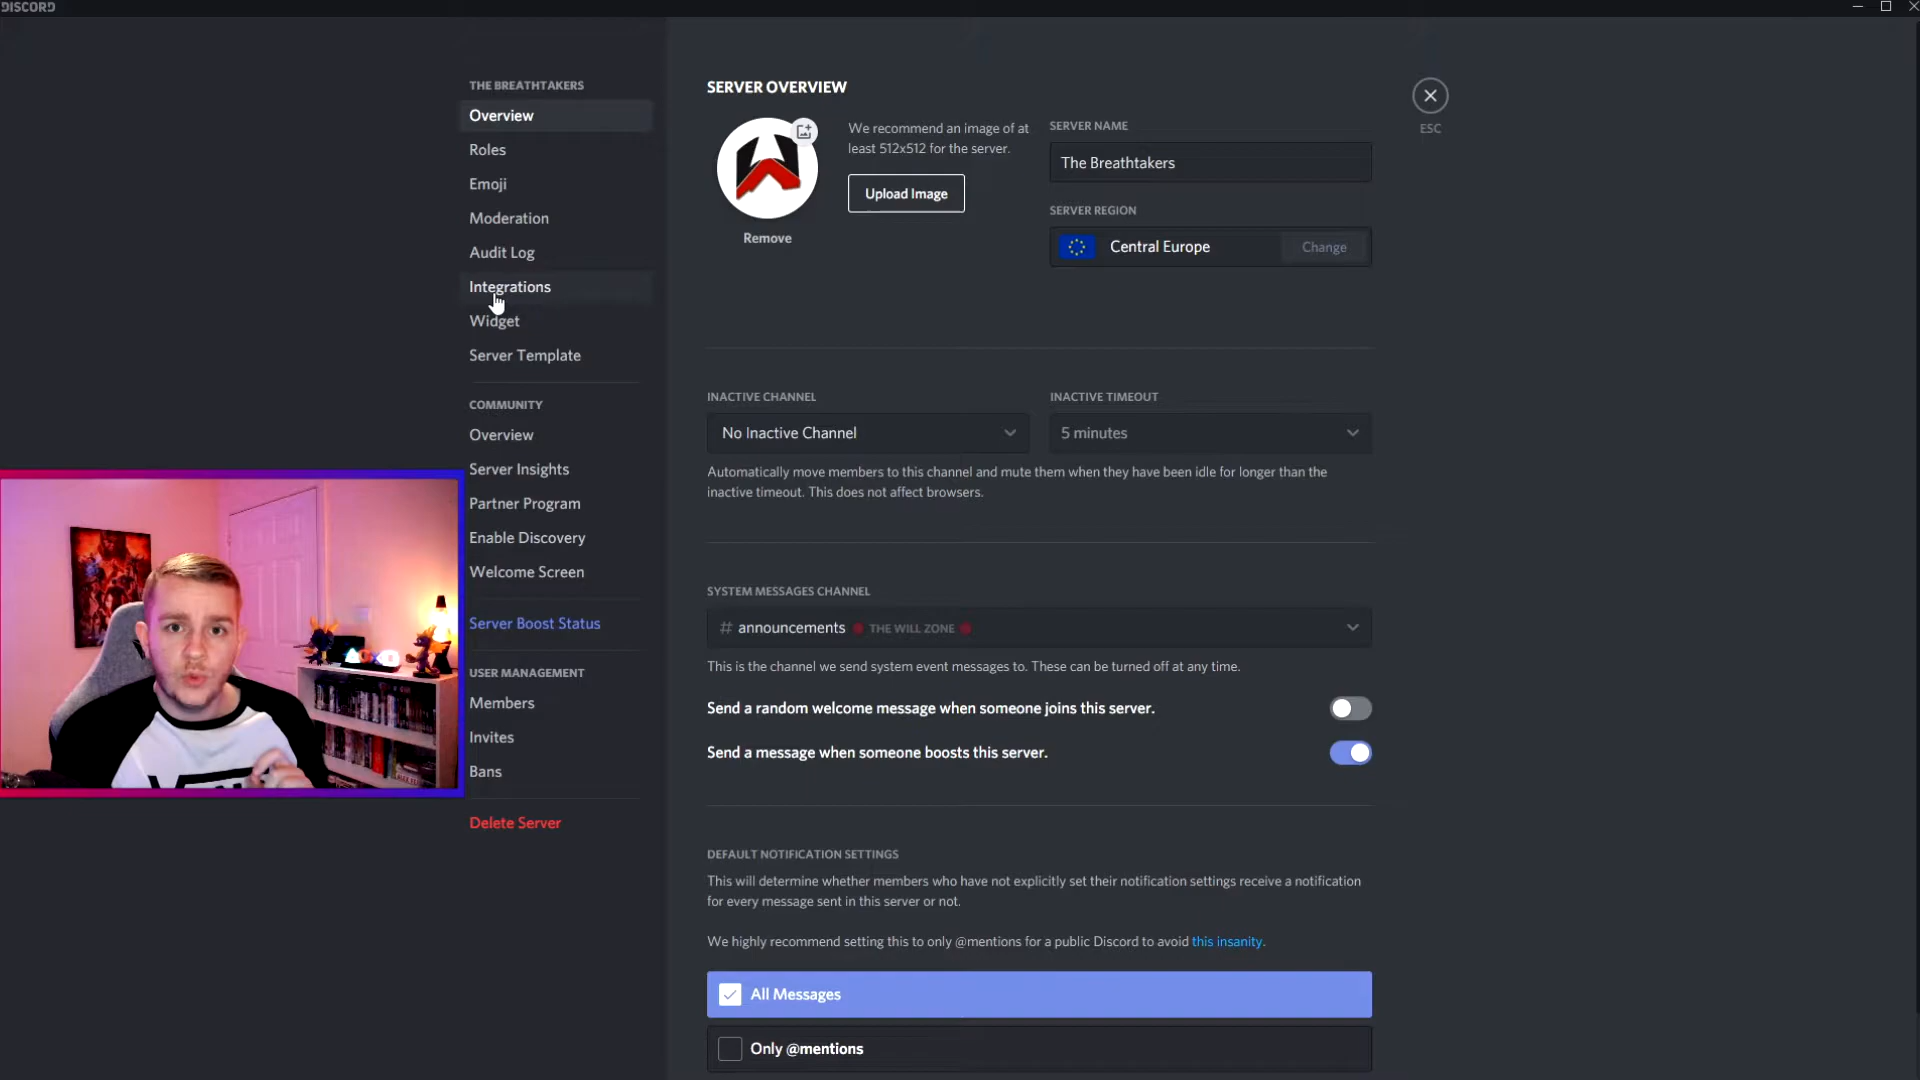 DISCORD
THE BREATHTAKERS
Overview
Roles
Emoji
Moderation
Audit Log
Integrations
Widget
Server Template
COMMUNITY
Overview
Server Insights
Partner Program
Enable Discovery
Welcome Screen
Server Boost Status
USER MANAGEMENT
Members
Invites
Bans
Delete Server
SERVER OVERVIEW
We recommend an image of at
least 512x512 for the server.
Upload Image
Remove
SERVER NAME
The Breathtakers
SERVER REGION
Central Europe
Change
ESC
INACTIVE CHANNEL
No Inactive Channel
INACTIVE TIMEOUT
5 minutes
Automatically move members to this channel and mute them when they have been idle for longer than the
inactive timeout. This does not affect browsers.
SYSTEM MESSAGES CHANNEL
# announcements THE WILL ZONE
This is the channel we send system event messages to. These can be turned off at any time.
Send a random welcome message when someone joins this server.
Send a message when someone boosts this server.
DEFAULT NOTIFICATION SETTINGS
This will determine whether members who have not explicitly set their notification settings receive a notification
for every message sent in this server or not.
We highly recommend setting this to only @mentions for a public Discord to avoid this insanity.
All Messages
Only @mentions